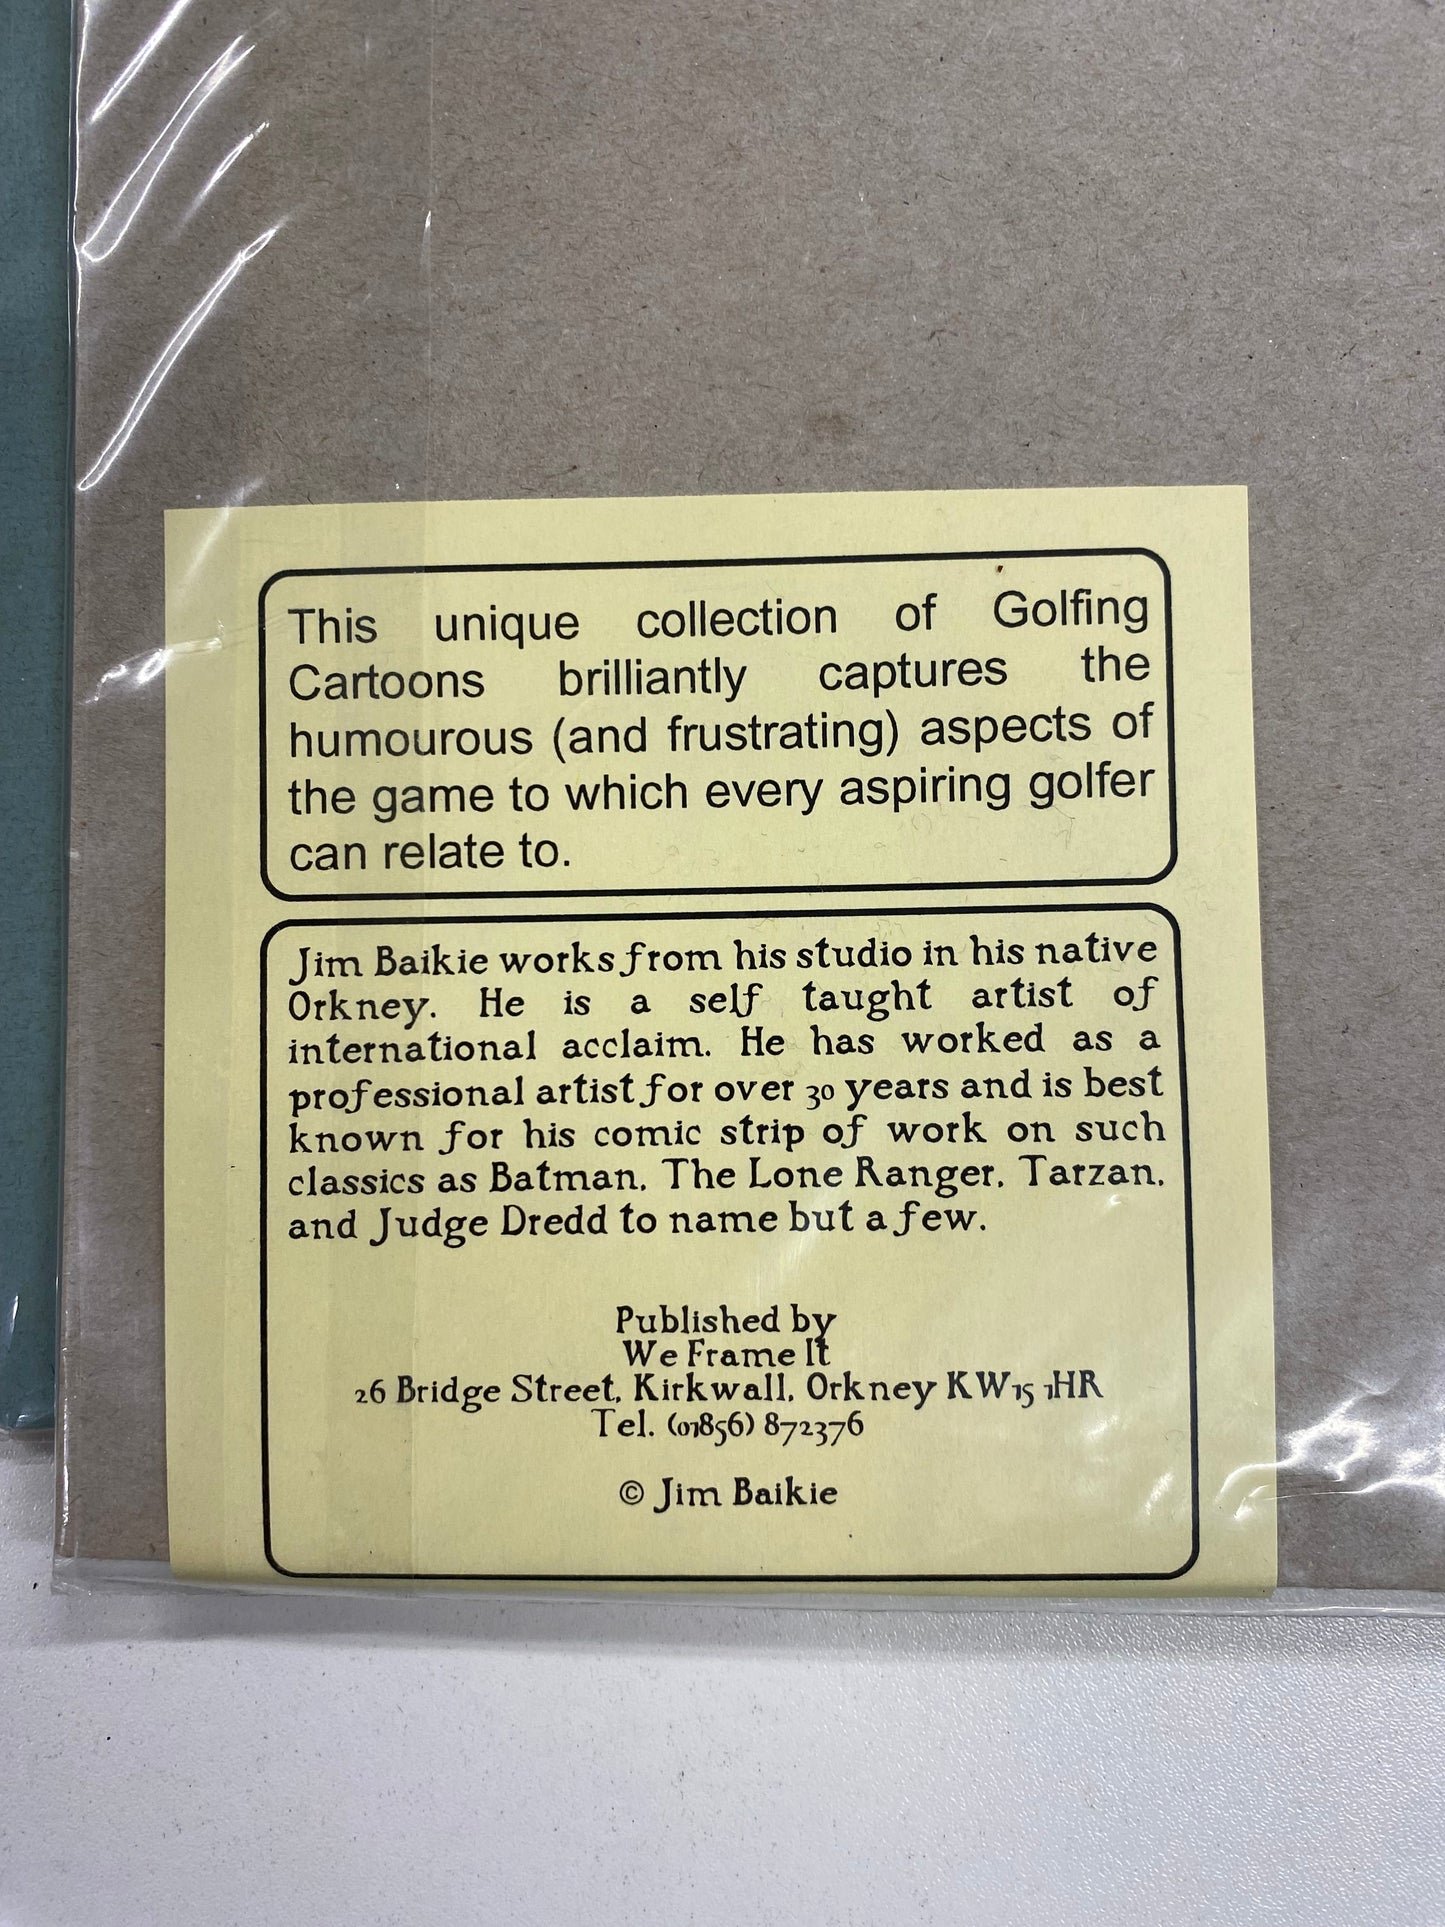 This unique collection of Golfing
Cartoons brilliantly captures the
humourous (and frustrating) aspects of
the game to which every aspiring golfer
can relate to.
Jim Baikie works from his studio in his native
Orkney. He is a self taught artist of
international acclaim. He has worked as a
professional artist for over 30 years and is best
known for his comic strip of work on such
classics as Batman, The Lone Ranger, Tarzan,
and Judge Dredd to name but a few.
Published by
We Frame It
26 Bridge Street, Kirkwall, Orkney KW15 1HR
Tel. (01856) 872376
© Jim Baikie